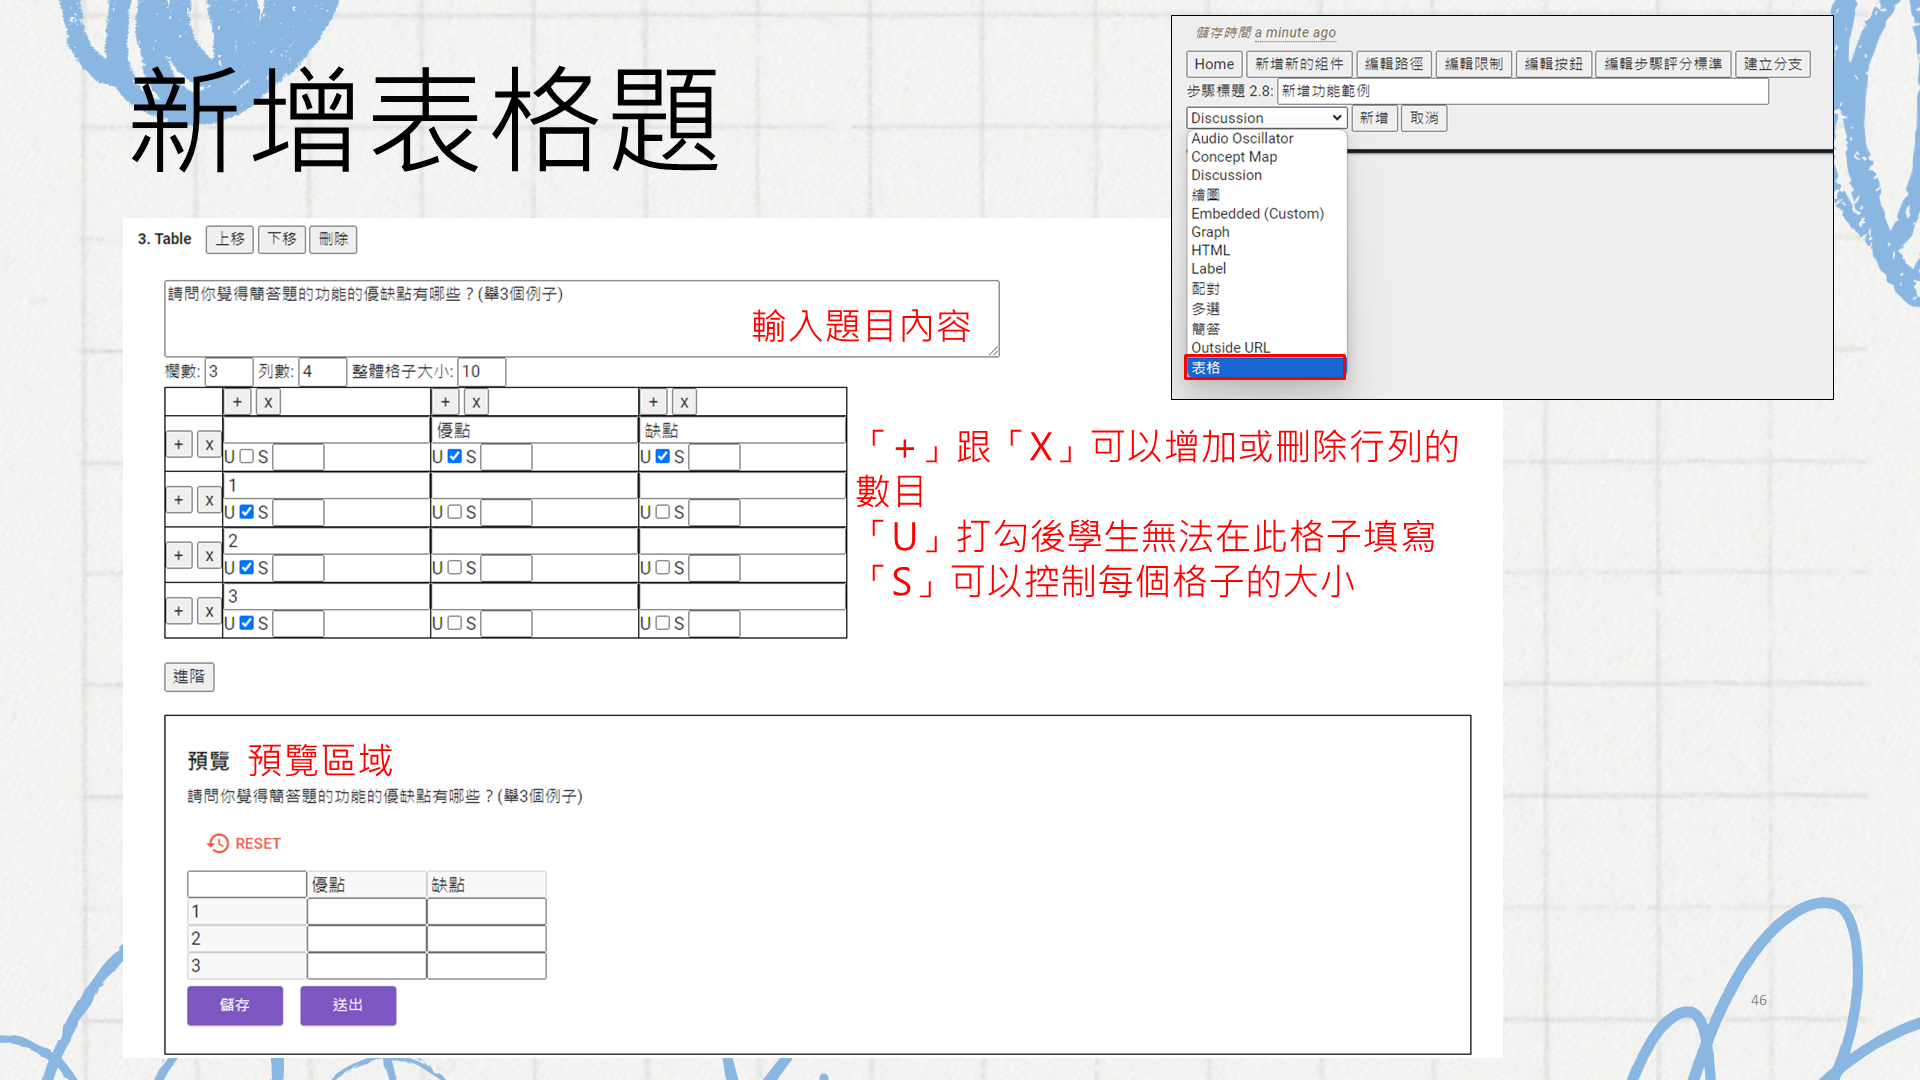 新增表格題
儲存時間 a minute ago
Home 新增新的組件 編輯路徑 編輯限制 編輯按鈕 編輯步驟評分標準 建立分支
步驟標題 2.8: 新增功能範例
Discussion 新增 取消
Audio Oscillator
Concept Map
Discussion
繪圖
Embedded (Custom)
Graph
HTML
Label
配對
多選
簡答
Outside URL
表格
3. Table 上移 下移 刪除
請問你覺得簡答題的功能的優缺點有哪些？(舉3個例子)
輸入題目內容
欄數: 3 列數: 4 整體格子大小: 10
+ x + x + x
優點 缺點
+ x U S U S U S
1
+ x U S U S U S
2
+ x U S U S U S
3
+ x U S U S U S
「+」跟「X」可以增加或刪除行列的
數目
「U」打勾後學生無法在此格子填寫
「S」可以控制每個格子的大小
進階
預覽 預覽區域
請問你覺得簡答題的功能的優缺點有哪些？(舉3個例子)
RESET
優點 缺點
1
2
3
儲存 送出
46